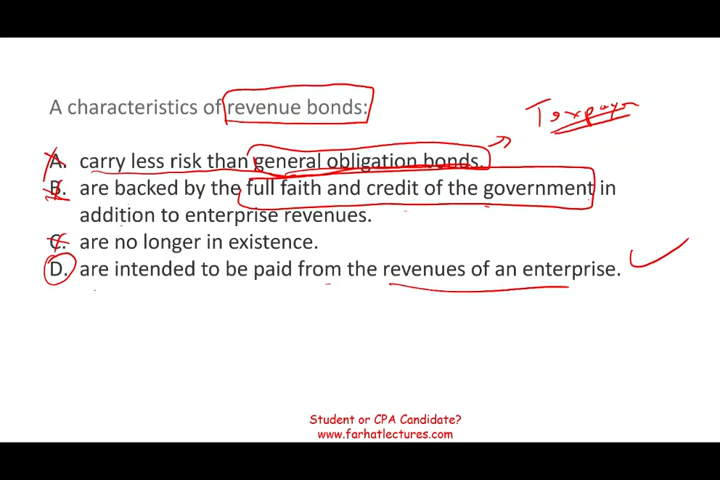 A characteristics of revenue bonds:
Taxpayer
A. carry less risk than general obligation bonds.
B. are backed by the full faith and credit of the government in
addition to enterprise revenues.
C. are no longer in existence.
D. are intended to be paid from the revenues of an enterprise.
Student or CPA Candidate?
www.farhatlectures.com